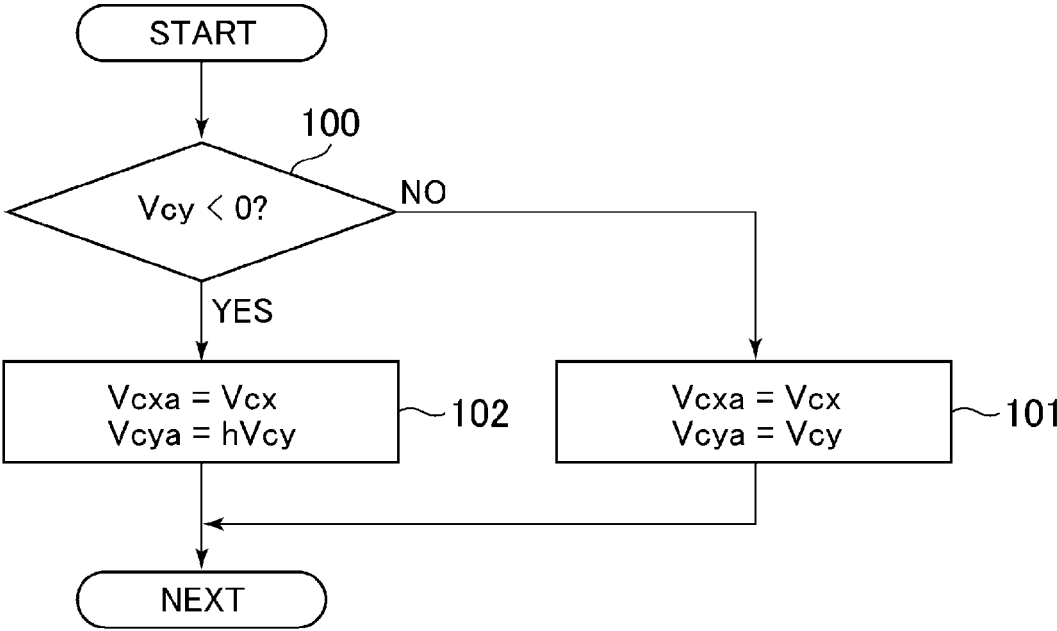 START
100
Vcy < 0?
NO
YES
Vcxa = Vcx
Vcya = hVcy
102
Vcxa = Vcx
Vcya = Vcy
101
NEXT